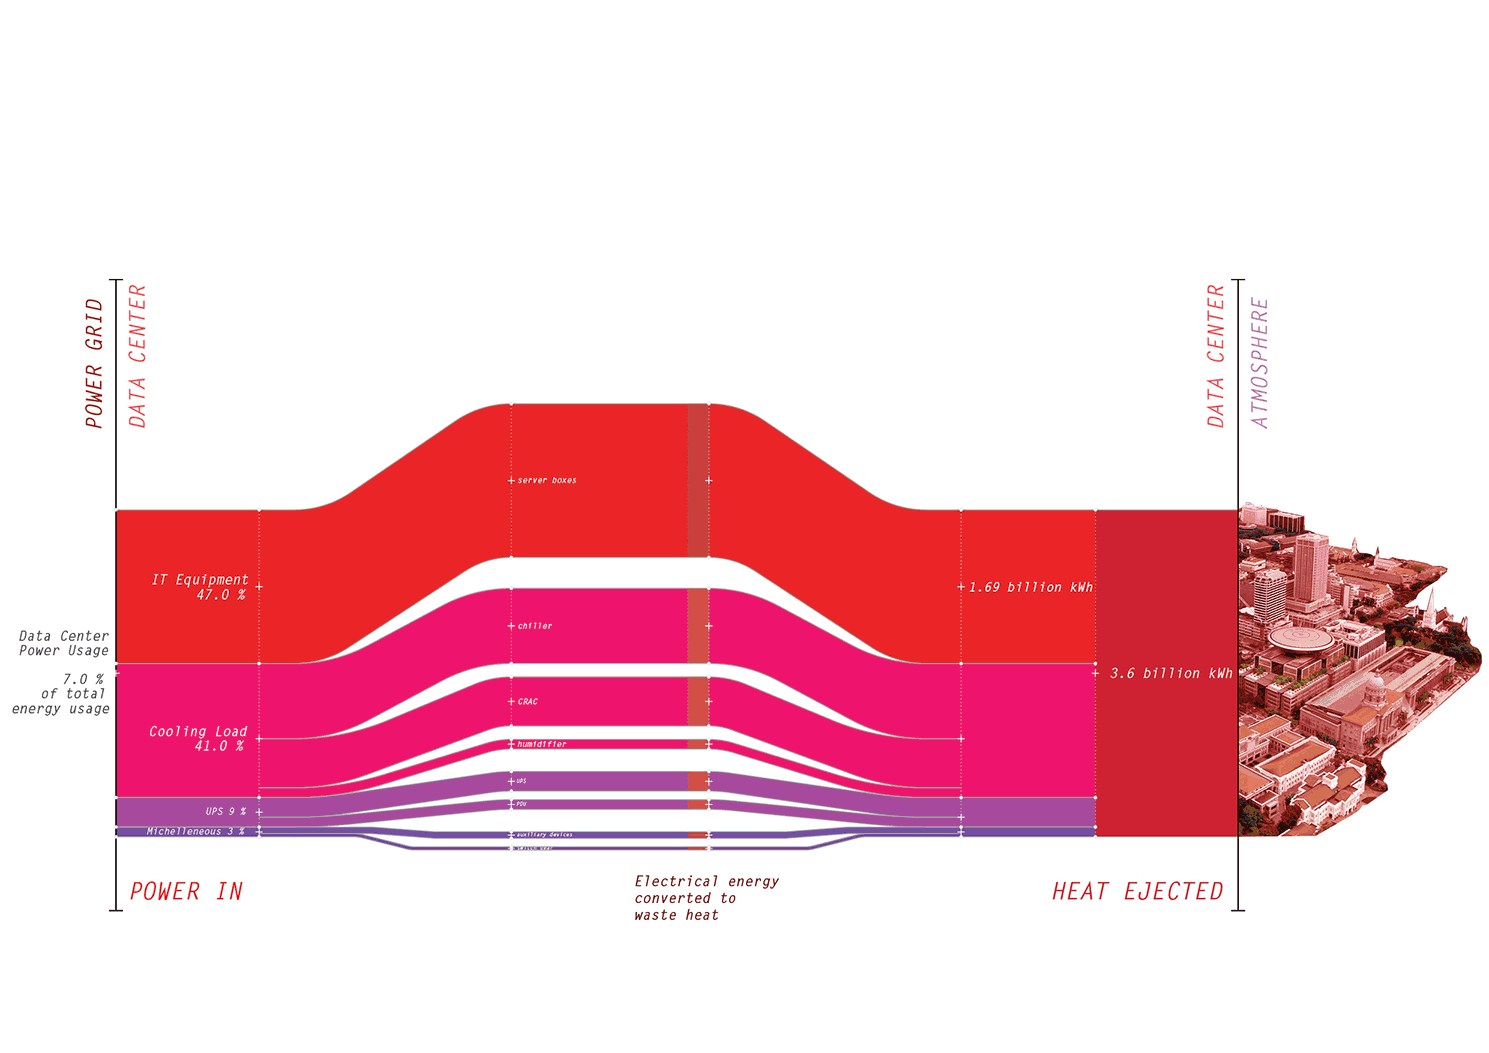 POWER GRID
DATA CENTER
DATA CENTER
ATMOSPHERE
server boxes
IT Equipment
47.0 %
1.69 billion kWh
chiller
Data Center
Power Usage
7.0 %
of total
energy usage
3.6 billion kWh
CRAC
Cooling Load
41.0 %
humidifier
UPS
PDU
UPS 9 %
Michelleneous 3 %
auxiliary devices
POWER IN
Electrical energy
converted to
waste heat
HEAT EJECTED